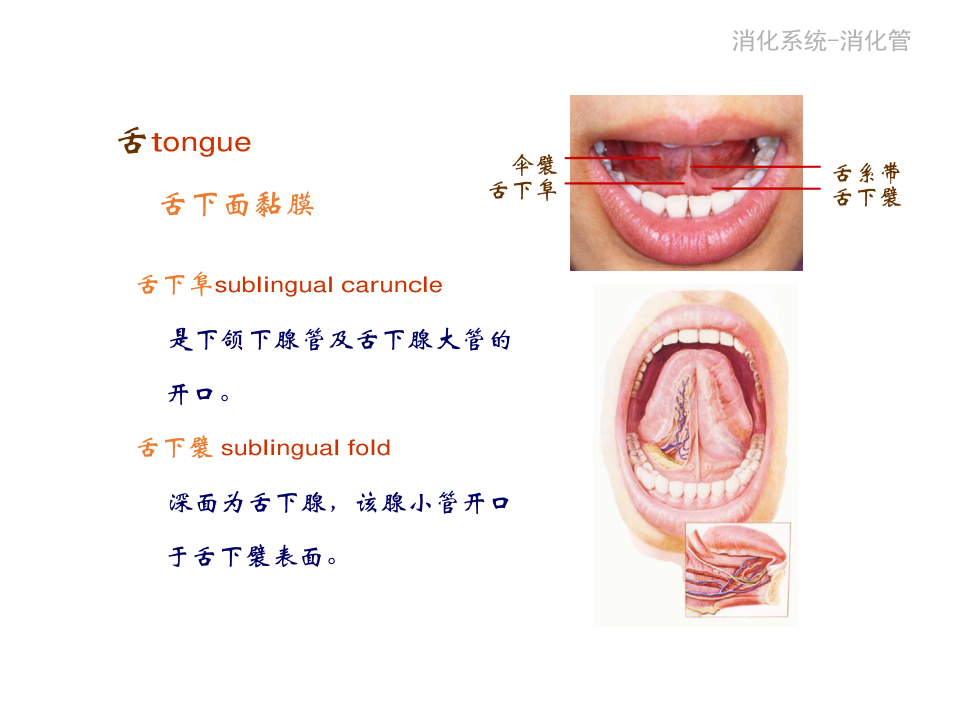 消化系统-消化管
舌tongue
舌下面黏膜
舌下阜sublingual caruncle
是下颌下腺管及舌下腺大管的
开口。
舌下襞 sublingual fold
深面为舌下腺，该腺小管开口
于舌下襞表面。
伞襞
舌下阜
舌系带
舌下襞